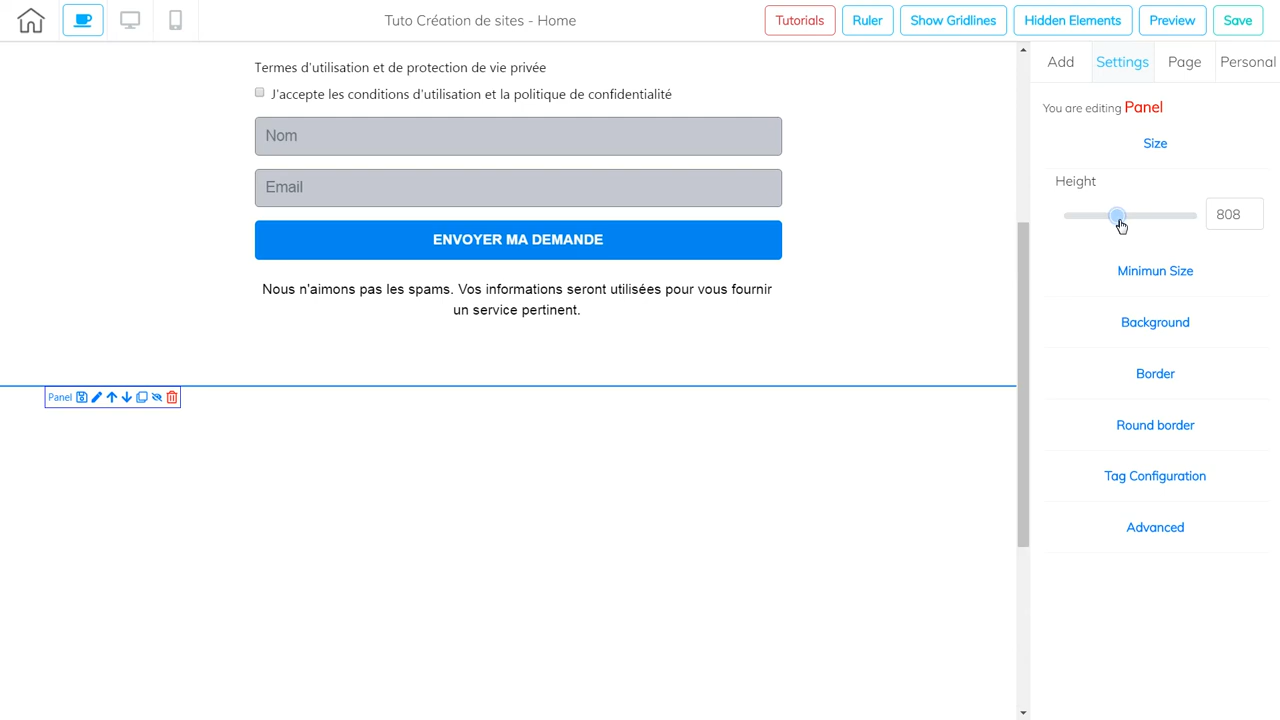 Tuto Création de sites - Home
Tutorials
Ruler
Show Gridlines
Hidden Elements
Preview
Save
Add
Settings
Page
Personal
You are editing Panel
Size
Height
808
Minimun Size
Background
Border
Round border
Tag Configuration
Advanced
Termes d'utilisation et de protection de vie privée
J'accepte les conditions d'utilisation et la politique de confidentialité
Nom
Email
ENVOYER MA DEMANDE
Nous n'aimons pas les spams. Vos informations seront utilisées pour vous fournir
un service pertinent.
Panel